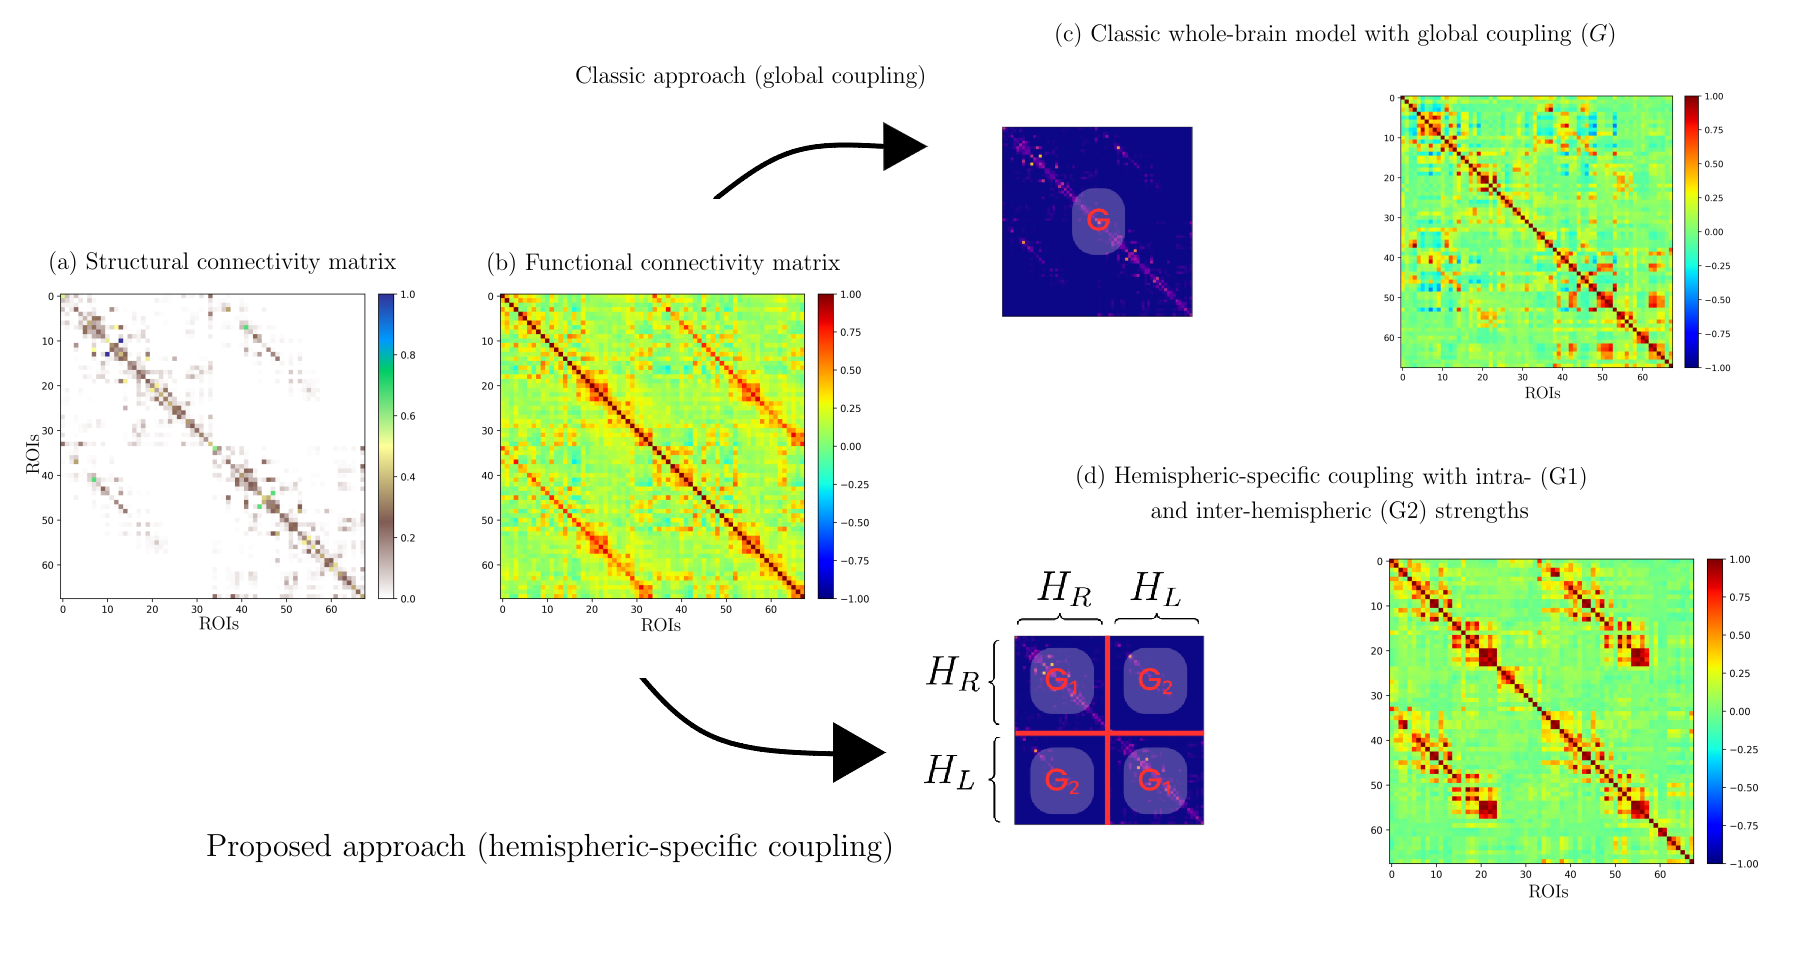 (c) Classic whole-brain model with global coupling (G)
Classic approach (global coupling)
0
10
20
30
40
50
60
0 10 20 30 40 50 60
ROIs
1.00
0.75
0.50
0.25
0.00
−0.25
−0.50
−0.75
−1.00
G
(a) Structural connectivity matrix
ROIs
0
10
20
30
40
50
60
0 10 20 30 40 50 60
ROIs
1.0
0.8
0.6
0.4
0.2
0.0
(b) Functional connectivity matrix
0
10
20
30
40
50
60
0 10 20 30 40 50 60
ROIs
1.00
0.75
0.50
0.25
0.00
−0.25
−0.50
−0.75
−1.00
(d) Hemispheric-specific coupling with intra- (G1)
and inter-hemispheric (G2) strengths
H_R H_L
H_R
H_L
G₁ G₂
G₂ G₁
0
10
20
30
40
50
60
0 10 20 30 40 50 60
ROIs
1.00
0.75
0.50
0.25
0.00
−0.25
−0.50
−0.75
−1.00
Proposed approach (hemispheric-specific coupling)